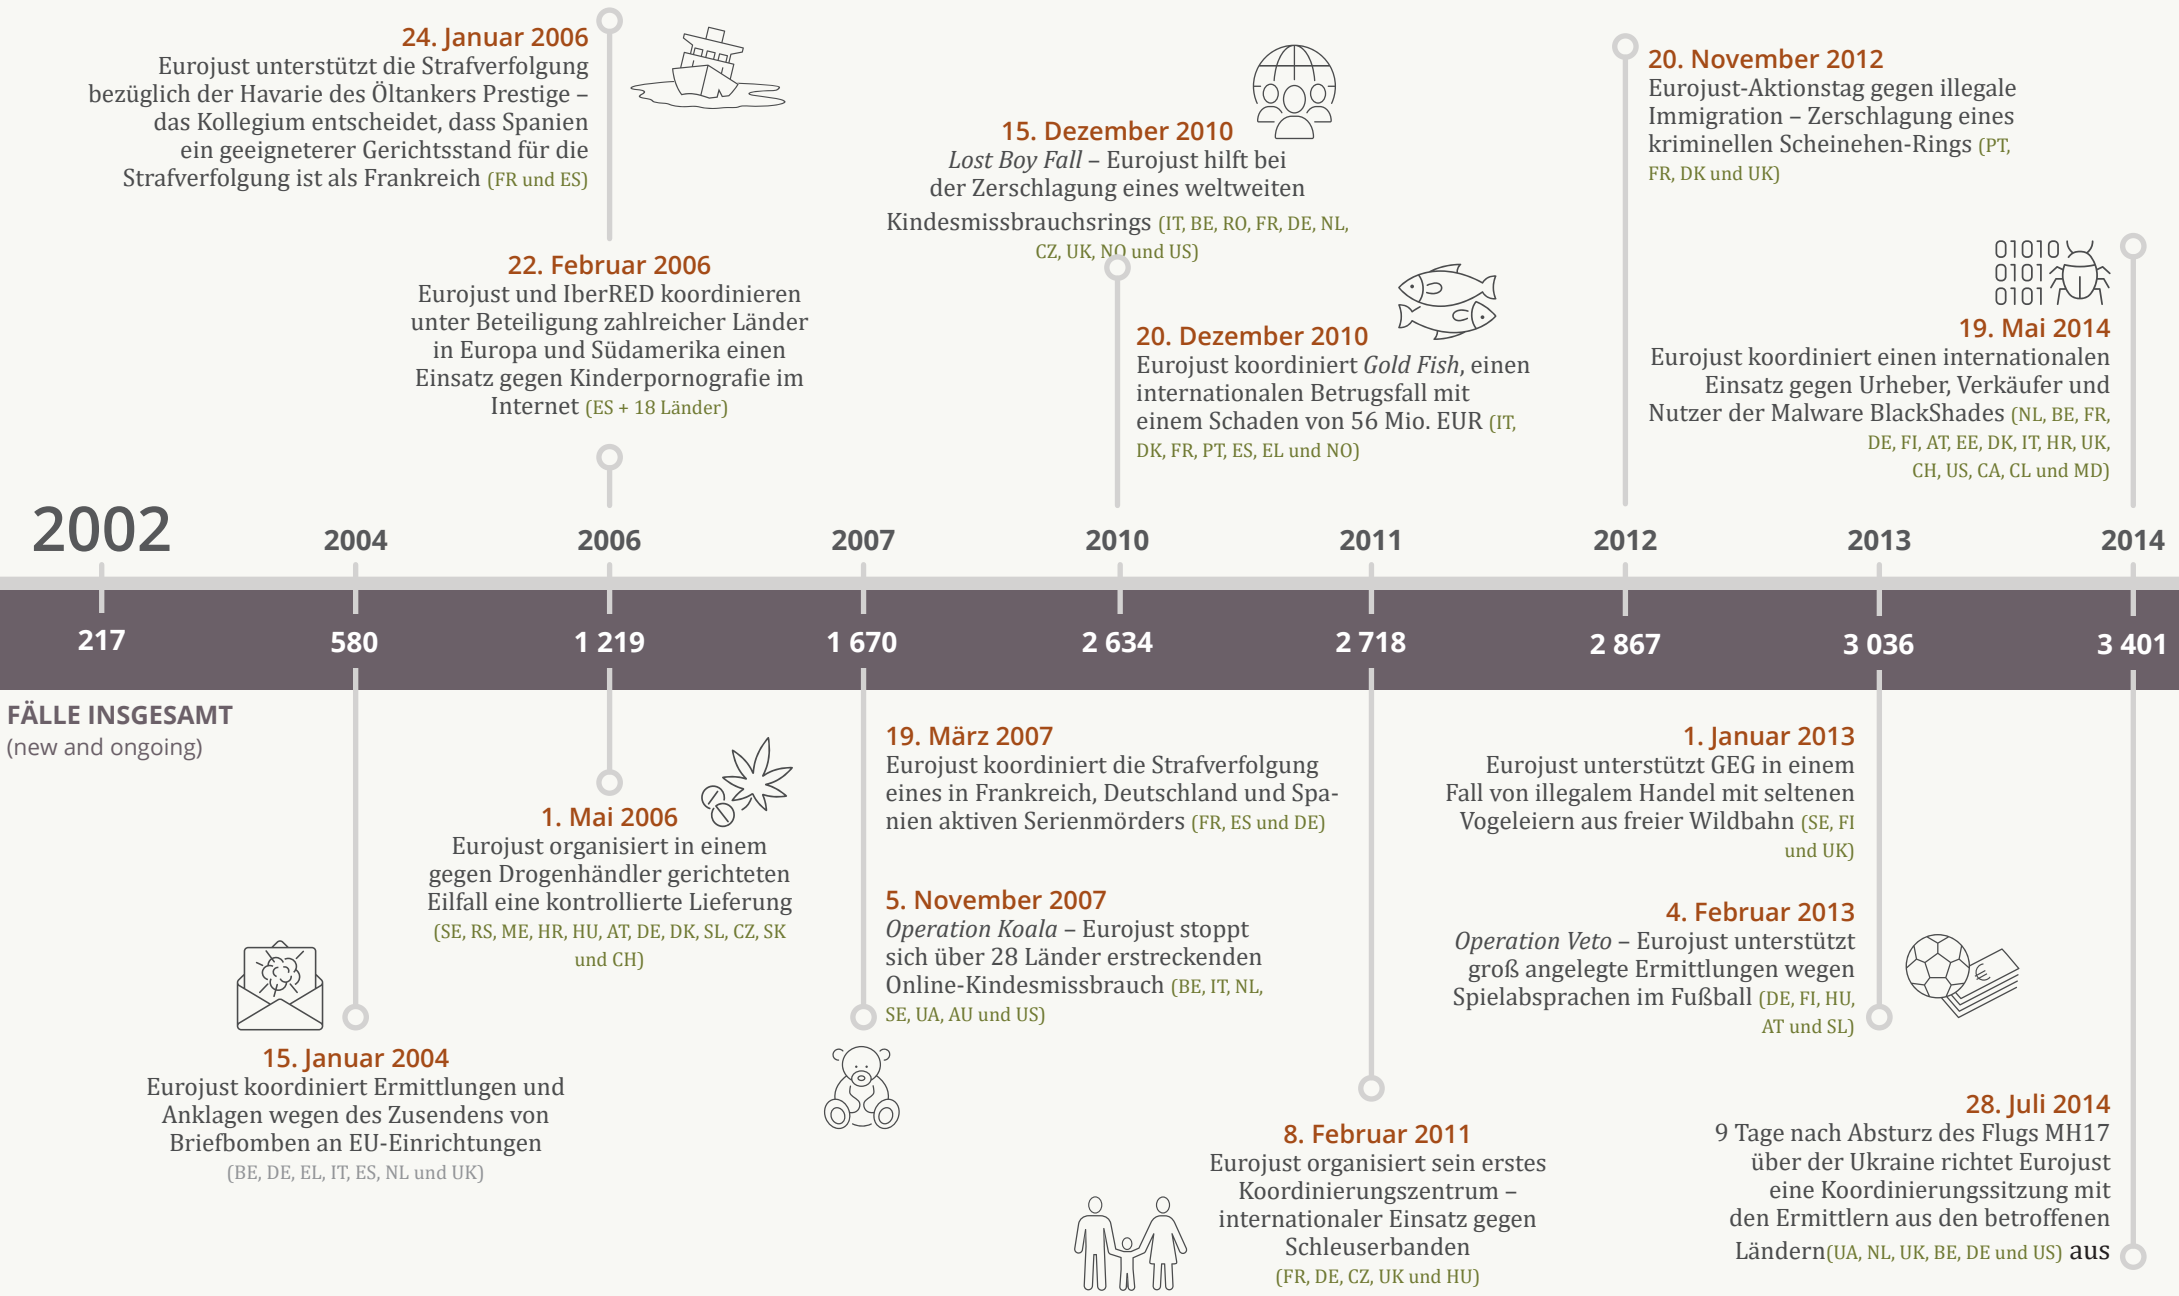 24. Januar 2006
Eurojust unterstützt die Strafverfolgung
bezüglich der Havarie des Öltankers Prestige –
das Kollegium entscheidet, dass Spanien
ein geeigneterer Gerichtsstand für die
Strafverfolgung ist als Frankreich (FR und ES)
22. Februar 2006
Eurojust und IberRED koordinieren
unter Beteiligung zahlreicher Länder
in Europa und Südamerika einen
Einsatz gegen Kinderpornografie im
Internet (ES + 18 Länder)
15. Dezember 2010
Lost Boy Fall – Eurojust hilft bei
der Zerschlagung eines weltweiten
Kindesmissbrauchsrings (IT, BE, RO, FR, DE, NL,
CZ, UK, NO und US)
20. Dezember 2010
Eurojust koordiniert Gold Fish, einen
internationalen Betrugsfall mit
einem Schaden von 56 Mio. EUR (IT,
DK, FR, PT, ES, EL und NO)
20. November 2012
Eurojust-Aktionstag gegen illegale
Immigration – Zerschlagung eines
kriminellen Scheinehen-Rings (PT,
FR, DK und UK)
01010
0101
0101
19. Mai 2014
Eurojust koordiniert einen internationalen
Einsatz gegen Urheber, Verkäufer und
Nutzer der Malware BlackShades (NL, BE, FR,
DE, FI, AT, EE, DK, IT, HR, UK,
CH, US, CA, CL und MD)
2002 2004 2006 2007 2010 2011 2012 2013 2014
217 580 1 219 1 670 2 634 2 718 2 867 3 036 3 401
FÄLLE INSGESAMT
(new and ongoing)
15. Januar 2004
Eurojust koordiniert Ermittlungen und
Anklagen wegen des Zusendens von
Briefbomben an EU-Einrichtungen
(BE, DE, EL, IT, ES, NL und UK)
1. Mai 2006
Eurojust organisiert in einem
gegen Drogenhändler gerichteten
Eilfall eine kontrollierte Lieferung
(SE, RS, ME, HR, HU, AT, DE, DK, SL, CZ, SK
und CH)
19. März 2007
Eurojust koordiniert die Strafverfolgung
eines in Frankreich, Deutschland und Spa-
nien aktiven Serienmörders (FR, ES und DE)
5. November 2007
Operation Koala – Eurojust stoppt
sich über 28 Länder erstreckenden
Online-Kindesmissbrauch (BE, IT, NL,
SE, UA, AU und US)
8. Februar 2011
Eurojust organisiert sein erstes
Koordinierungszentrum –
internationaler Einsatz gegen
Schleuserbanden
(FR, DE, CZ, UK und HU)
1. Januar 2013
Eurojust unterstützt GEG in einem
Fall von illegalem Handel mit seltenen
Vogeleiern aus freier Wildbahn (SE, FI
und UK)
4. Februar 2013
Operation Veto – Eurojust unterstützt
groß angelegte Ermittlungen wegen
Spielabsprachen im Fußball (DE, FI, HU,
AT und SL)
€
28. Juli 2014
9 Tage nach Absturz des Flugs MH17
über der Ukraine richtet Eurojust
eine Koordinierungssitzung mit
den Ermittlern aus den betroffenen
Ländern(UA, NL, UK, BE, DE und US) aus